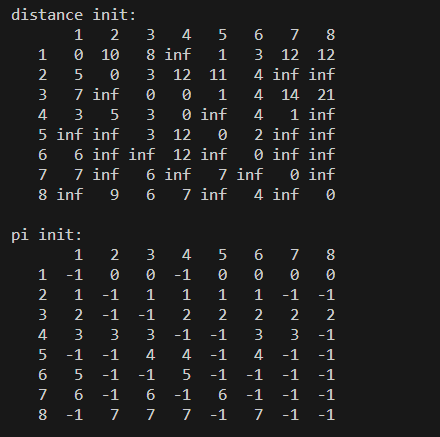 distance init:
1 2 3 4 5 6 7 8
1 0 10 8 inf 1 3 12 12
2 5 0 3 12 11 4 inf inf
3 7 inf 0 0 1 4 14 21
4 3 5 3 0 inf 4 1 inf
5 inf inf 3 12 0 2 inf inf
6 6 inf inf 12 inf 0 inf inf
7 7 inf 6 inf 7 inf 0 inf
8 inf 9 6 7 inf 4 inf 0
pi init:
1 2 3 4 5 6 7 8
1 -1 0 0 -1 0 0 0 0
2 1 -1 1 1 1 1 -1 -1
3 2 -1 -1 2 2 2 2 2
4 3 3 3 -1 -1 3 3 -1
5 -1 -1 4 4 -1 4 -1 -1
6 5 -1 -1 5 -1 -1 -1 -1
7 6 -1 6 -1 6 -1 -1 -1
8 -1 7 7 7 -1 7 -1 -1